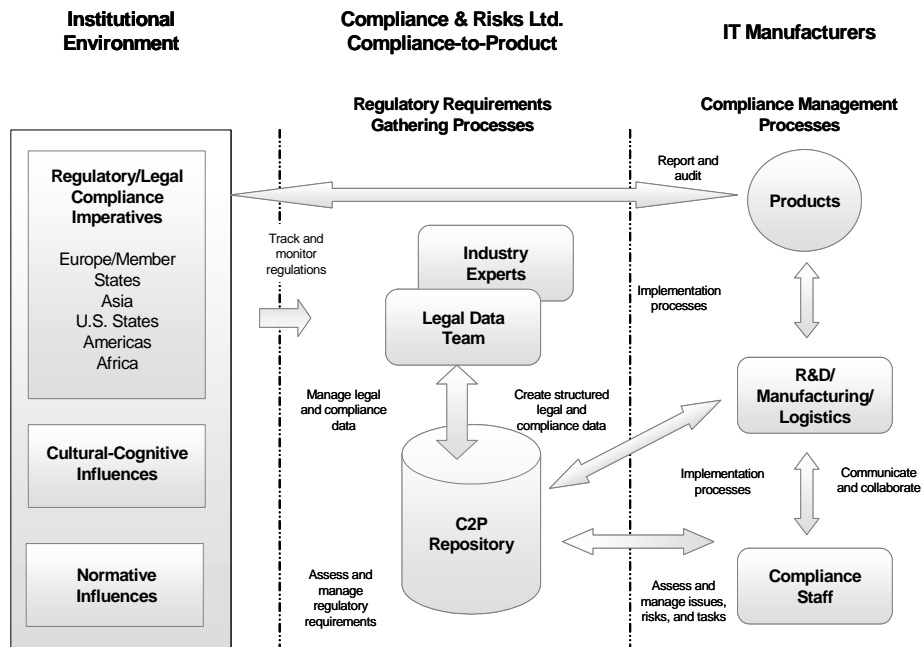 Institutional
Environment
Compliance & Risks Ltd.
Compliance-to-Product
IT Manufacturers
Regulatory Requirements
Gathering Processes
Compliance Management
Processes
Regulatory/Legal
Compliance
Imperatives
Europe/Member
States
Asia
U.S. States
Americas
Africa
Cultural-Cognitive
Influences
Normative
Influences
Track and
monitor
regulations
Report and
audit
Industry
Experts
Legal Data
Team
Manage legal
and compliance
data
Create structured
legal and
compliance data
C2P
Repository
Assess and
manage
regulatory
requirements
Products
Implementation
processes
R&D/
Manufacturing/
Logistics
Implementation
processes
Communicate
and collaborate
Assess and
manage issues,
risks, and tasks
Compliance
Staff